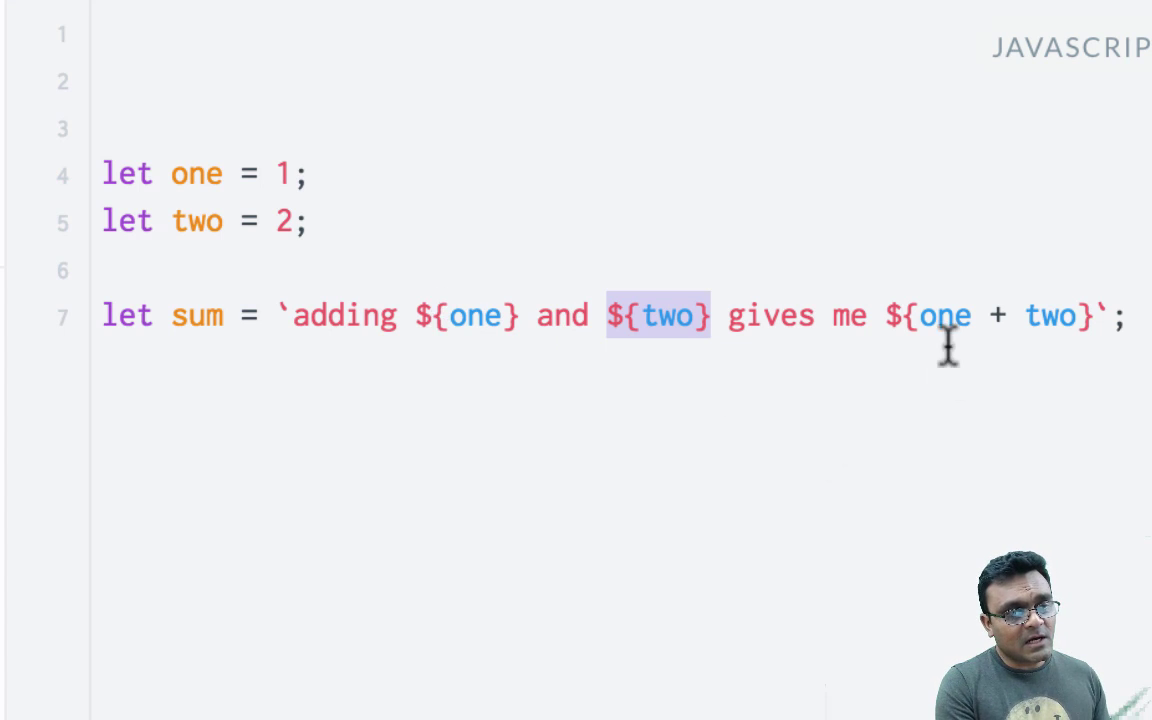 1
JAVASCRIP
2
3
4 let one = 1;
5 let two = 2;
6
7 let sum = `adding ${one} and ${two} gives me ${one + two}`;